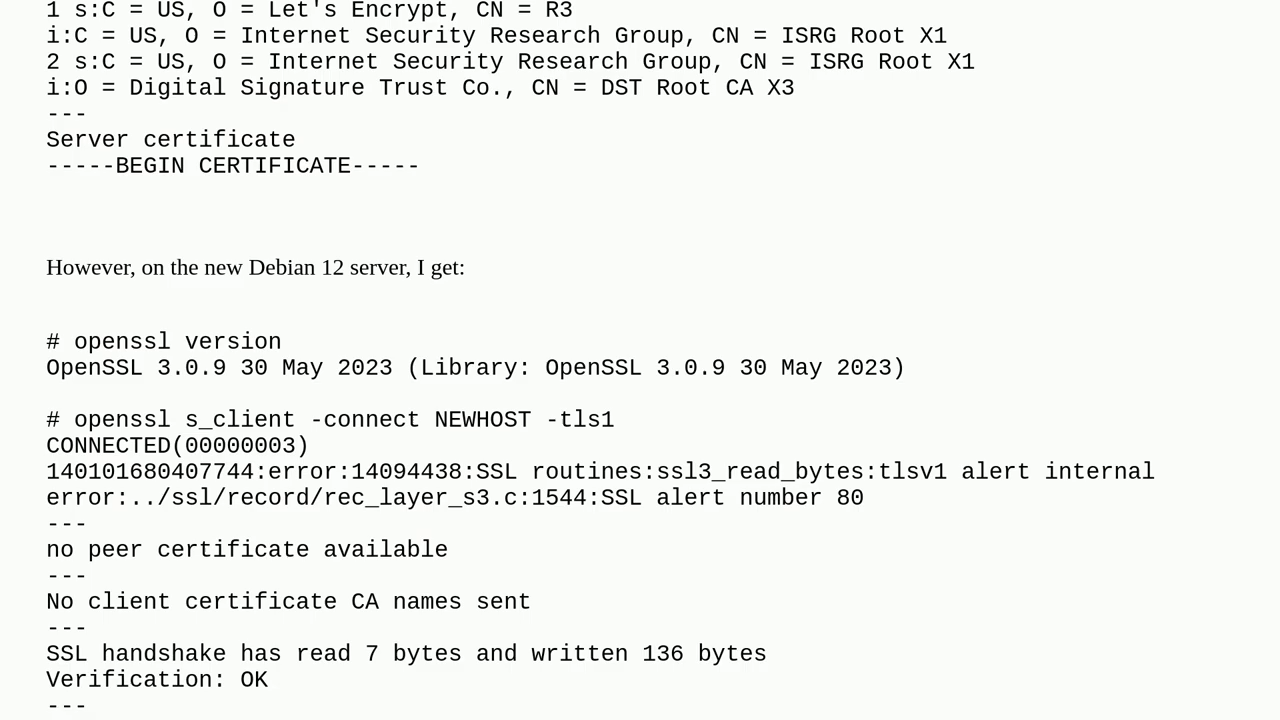 1 s:C = US, O = Let's Encrypt, CN = R3
i:C = US, O = Internet Security Research Group, CN = ISRG Root X1
2 s:C = US, O = Internet Security Research Group, CN = ISRG Root X1
i:O = Digital Signature Trust Co., CN = DST Root CA X3
---
Server certificate
-----BEGIN CERTIFICATE-----
However, on the new Debian 12 server, I get:
# openssl version
OpenSSL 3.0.9 30 May 2023 (Library: OpenSSL 3.0.9 30 May 2023)
# openssl s_client -connect NEWHOST -tls1
CONNECTED(00000003)
140101680407744:error:14094438:SSL routines:ssl3_read_bytes:tlsv1 alert internal
error:../ssl/record/rec_layer_s3.c:1544:SSL alert number 80
---
no peer certificate available
---
No client certificate CA names sent
---
SSL handshake has read 7 bytes and written 136 bytes
Verification: OK
---